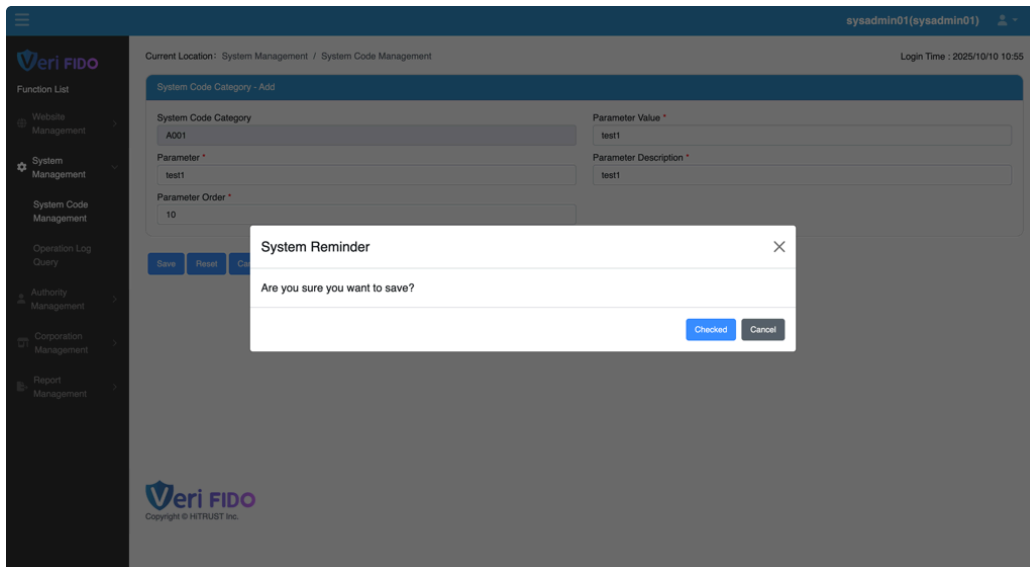 sysadmin01(sysadmin01)
Veri FIDO
Function List
Website
Management
System
Management
System Code
Management
Operation Log
Query
Authority
Management
Corporation
Management
Report
Management
Current Location: System Management / System Code Management
Login Time : 2025/10/10 10:55
System Code Category - Add
System Code Category
Parameter Value *
A001
test1
Parameter *
Parameter Description *
test1
test1
Parameter Order *
10
Save Reset Ca
System Reminder
Are you sure you want to save?
Checked Cancel
Veri FIDO
Copyright © HiTRUST Inc.